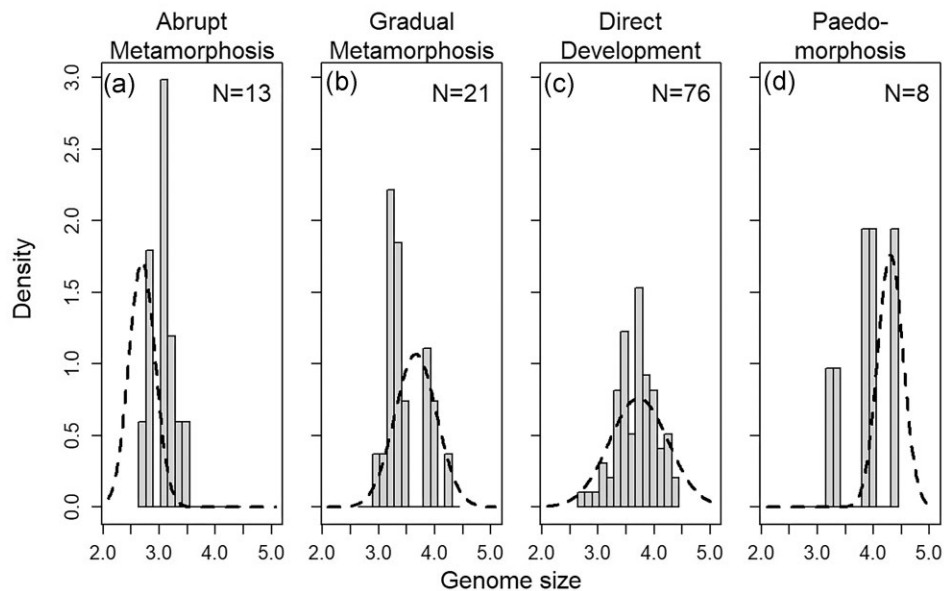 Abrupt
Metamorphosis
Gradual
Metamorphosis
Direct
Development
Paedo-
morphosis
(a)
N=13
(b)
N=21
(c)
N=76
(d)
N=8
Density
3.0
2.5
2.0
1.5
1.0
0.5
0.0
2.0 3.0 4.0 5.0
2.0 3.0 4.0 5.0
2.0 3.0 4.0 5.0
2.0 3.0 4.0 5.0
Genome size